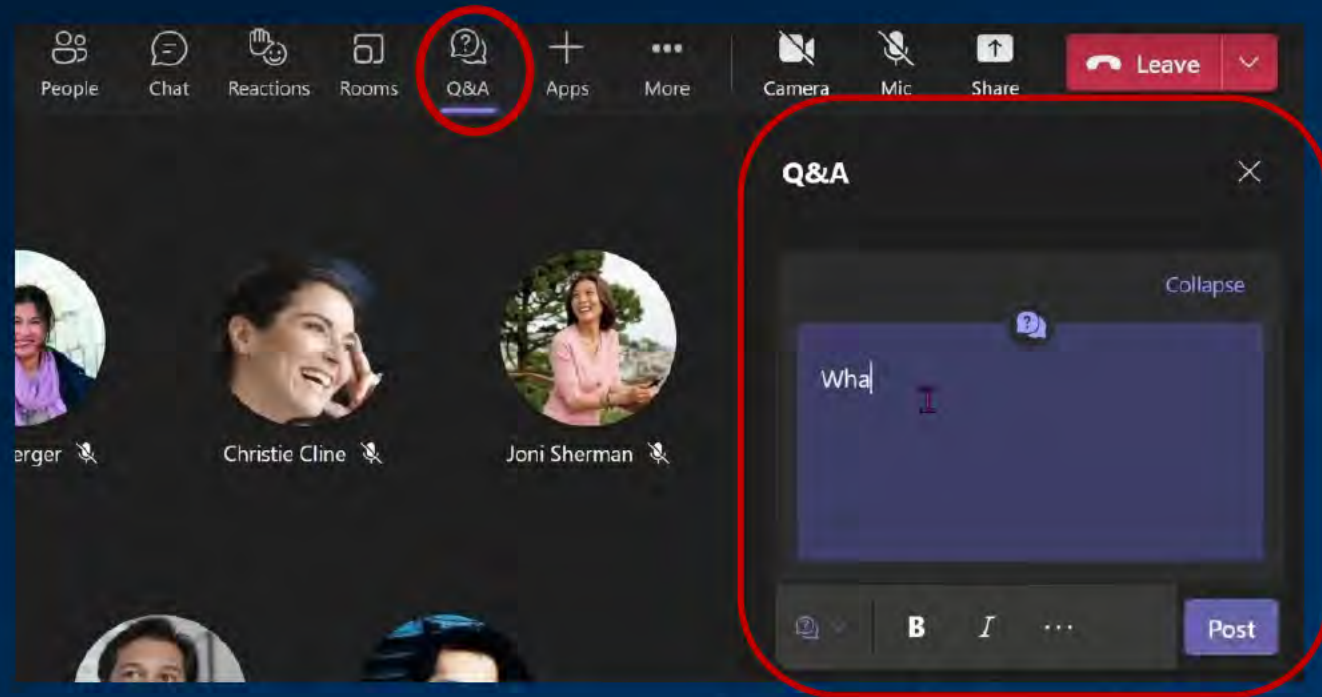 People Chat Reactions Rooms Q&A Apps More Camera Mic Share Leave
Q&A
Collapse
Wha
erger Christie Cline Joni Sherman
B I ... Post